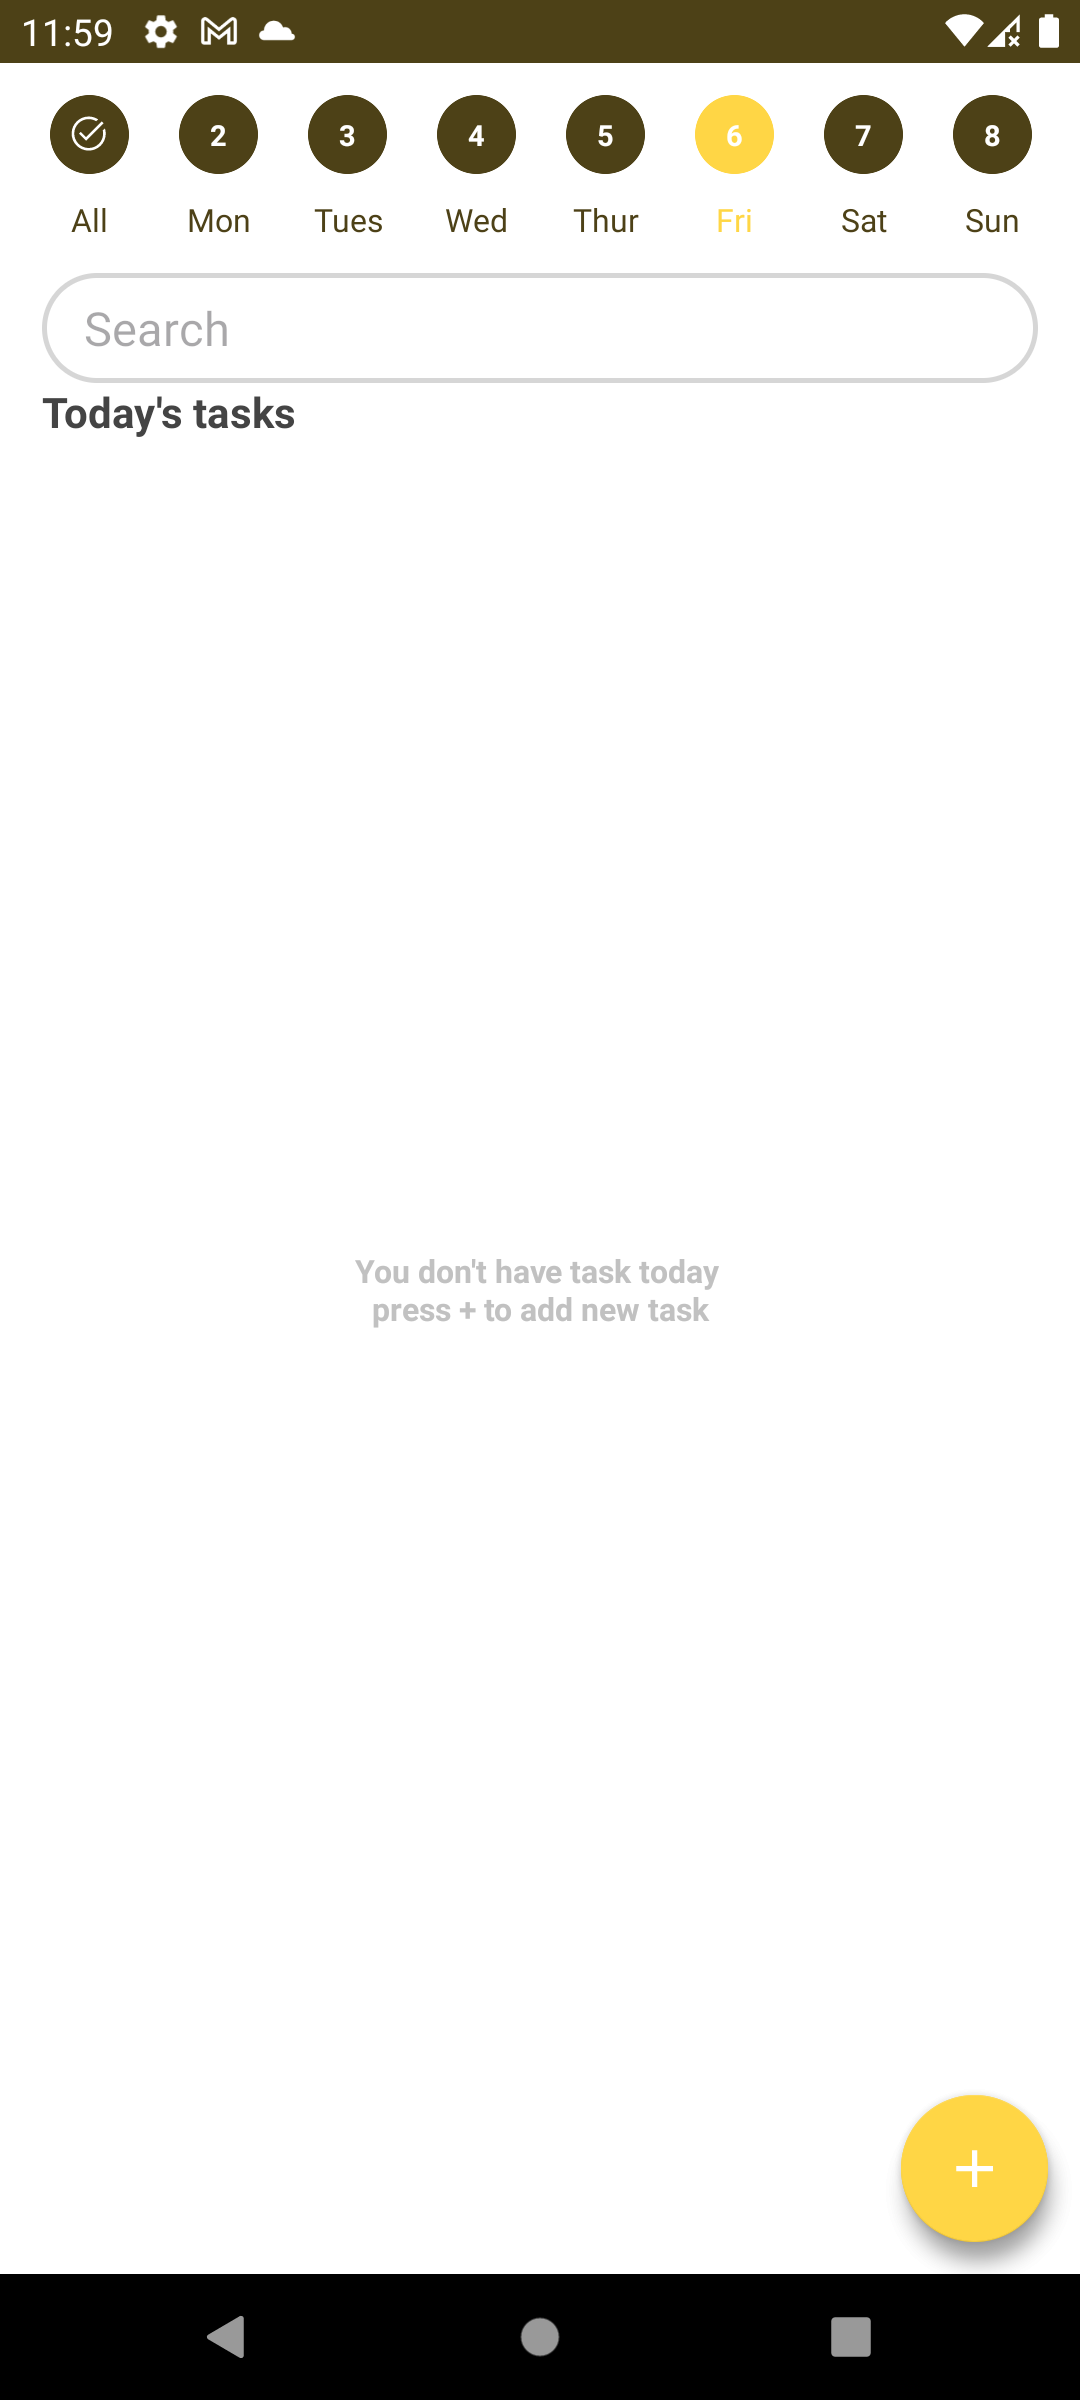 11:59
2 3 4 5 6 7 8
All Mon Tues Wed Thur Fri Sat Sun
Search
Today's tasks
You don't have task today
press + to add new task